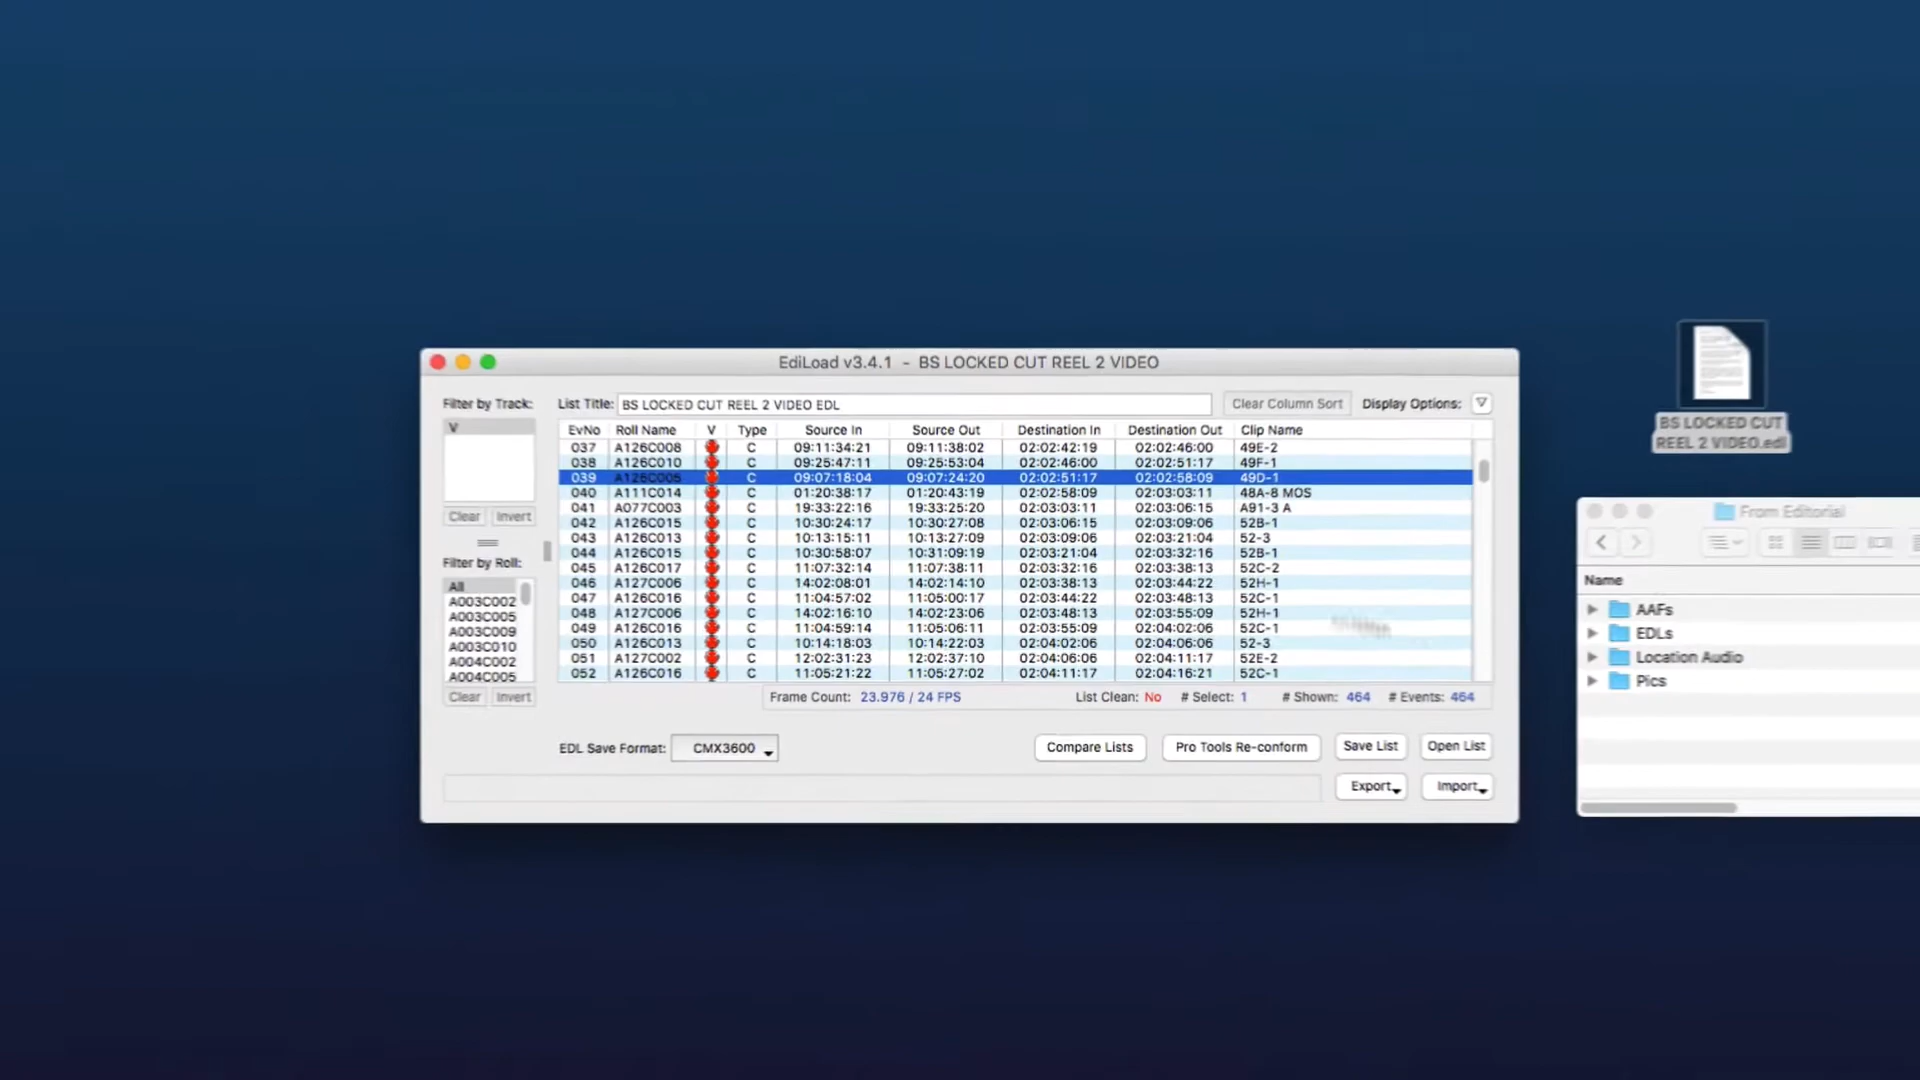 EdiLoad v3.4.1 - BS LOCKED CUT REEL 2 VIDEO
Filter by Track:
V
Clear Invert
Filter by Roll:
All
A003C002
A003C005
A003C009
A003C010
A004C002
A004C005
Clear Invert
List Title: BS LOCKED CUT REEL 2 VIDEO EDL Clear Column Sort Display Options:
EvNo Roll Name V Type Source In Source Out Destination In Destination Out Clip Name
037 A126C008 C 09:11:34:21 09:11:38:02 02:02:42:19 02:02:46:00 49E-2
038 A126C010 C 09:25:47:11 09:25:53:04 02:02:46:00 02:02:51:17 49F-1
039 A126C005 C 09:07:18:04 09:07:24:20 02:02:51:17 02:02:58:09 49D-1
040 A111C014 C 01:20:38:17 01:20:43:19 02:02:58:09 02:03:03:11 48A-8 MOS
041 A077C003 C 19:33:22:16 19:33:25:20 02:03:03:11 02:03:06:15 A91-3 A
042 A126C015 C 10:30:24:17 10:30:27:08 02:03:06:15 02:03:09:06 52B-1
043 A126C013 C 10:13:15:11 10:13:27:09 02:03:09:06 02:03:21:04 52-3
044 A126C015 C 10:30:58:07 10:31:09:19 02:03:21:04 02:03:32:16 52B-1
045 A126C017 C 11:07:32:14 11:07:38:11 02:03:32:16 02:03:38:13 52C-2
046 A127C006 C 14:02:08:01 14:02:14:10 02:03:38:13 02:03:44:22 52H-1
047 A126C016 C 11:04:57:02 11:05:00:17 02:03:44:22 02:03:48:13 52C-1
048 A127C006 C 14:02:16:10 14:02:23:06 02:03:48:13 02:03:55:09 52H-1
049 A126C016 C 11:04:59:14 11:05:06:11 02:03:55:09 02:04:02:06 52C-1
050 A126C013 C 10:14:18:03 10:14:22:03 02:04:02:06 02:04:06:06 52-3
051 A127C002 C 12:02:31:23 12:02:37:10 02:04:06:06 02:04:11:17 52E-2
052 A126C016 C 11:05:21:22 11:05:27:02 02:04:11:17 02:04:16:21 52C-1
Frame Count: 23.976 / 24 FPS List Clean: No # Select: 1 # Shown: 464 # Events: 464
EDL Save Format: CMX3600 Compare Lists Pro Tools Re-conform Save List Open List
Export Import
BS LOCKED CUT
REEL 2 VIDEO.edl
From Editorial
Name
AAFs
EDLs
Location Audio
Pics